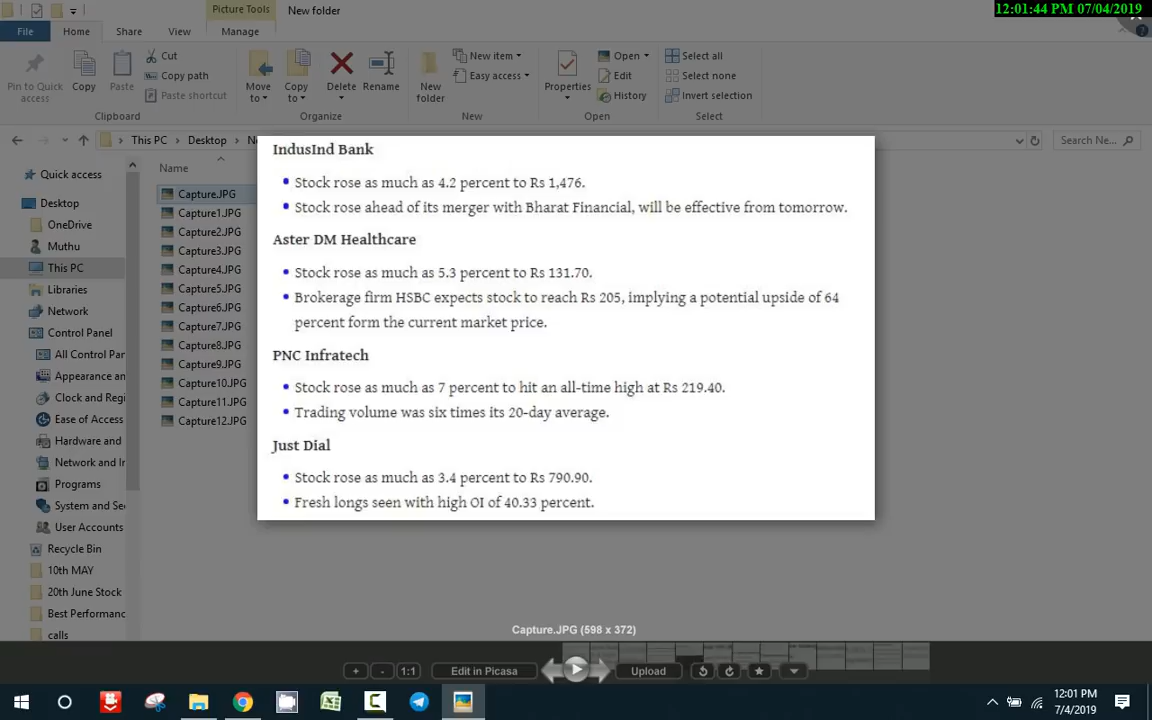 Picture Tools
New folder
12:01:44 PM 07/04/2019
File
Home
Share
View
Manage
Pin to Quick access
Copy
Paste
Cut
Copy path
Paste shortcut
Clipboard
Move to
Copy to
Delete
Rename
Organize
New folder
New item
Easy access
New
Properties
Open
Edit
History
Open
Select all
Select none
Invert selection
Select
This PC
Desktop
Search Ne...
Quick access
Desktop
OneDrive
Muthu
This PC
Libraries
Network
Control Panel
All Control Par
Appearance an
Clock and Regi
Ease of Access
Hardware and
Network and Ir
Programs
System and Se
User Accounts
Recycle Bin
10th MAY
20th June Stock
Best Performanc
calls
Name
Capture.JPG
Capture1.JPG
Capture2.JPG
Capture3.JPG
Capture4.JPG
Capture5.JPG
Capture6.JPG
Capture7.JPG
Capture8.JPG
Capture9.JPG
Capture10.JPG
Capture11.JPG
Capture12.JPG
IndusInd Bank
Stock rose as much as 4.2 percent to Rs 1,476.
Stock rose ahead of its merger with Bharat Financial, will be effective from tomorrow.
Aster DM Healthcare
Stock rose as much as 5.3 percent to Rs 131.70.
Brokerage firm HSBC expects stock to reach Rs 205, implying a potential upside of 64
percent form the current market price.
PNC Infratech
Stock rose as much as 7 percent to hit an all-time high at Rs 219.40.
Trading volume was six times its 20-day average.
Just Dial
Stock rose as much as 3.4 percent to Rs 790.90.
Fresh longs seen with high OI of 40.33 percent.
Capture.JPG (598 x 372)
+
-
1:1
Edit in Picasa
Upload
12:01 PM
7/4/2019